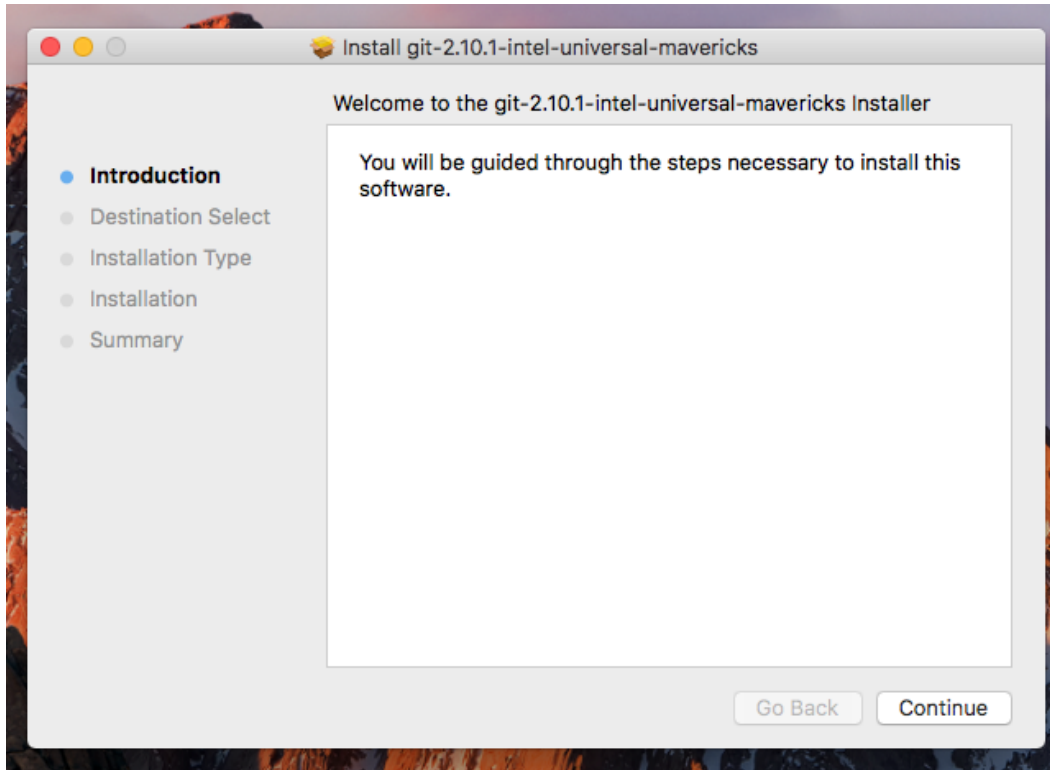 Install git-2.10.1-intel-universal-mavericks
Welcome to the git-2.10.1-intel-universal-mavericks Installer
Introduction
Destination Select
Installation Type
Installation
Summary
You will be guided through the steps necessary to install this
software.
Go Back
Continue